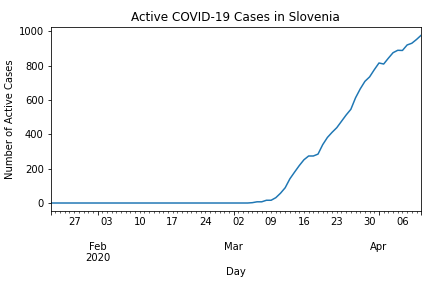 Active COVID-19 Cases in Slovenia
Number of Active Cases
1000
800
600
400
200
0
27 03 10 17 24 02 09 16 23 30 06
Feb Mar Apr
2020
Day